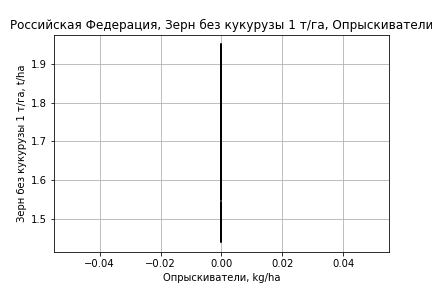 Российская Федерация, Зерн без кукурузы 1 т/га, Опрыскиватели
1.9
1.8
1.7
1.6
1.5
Зерн без кукурузы 1 т/га, t/ha
−0.04 −0.02 0.00 0.02 0.04
Опрыскиватели, kg/ha